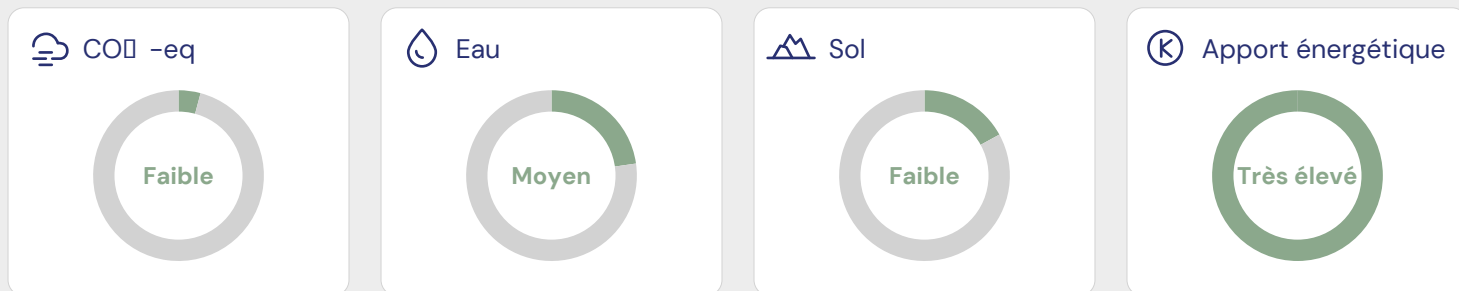 CO▯ -eq
Faible
Eau
Moyen
Sol
Faible
Apport énergétique
Très élevé